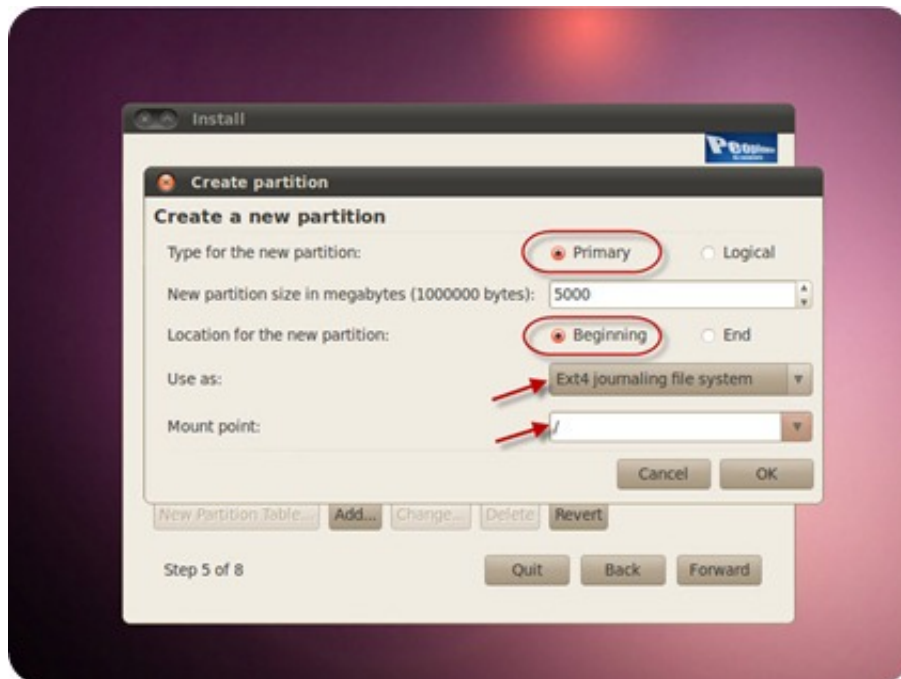 Install
Create partition
Create a new partition
Type for the new partition: Primary Logical
New partition size in megabytes (1000000 bytes): 5000
Location for the new partition: Beginning End
Use as: Ext4 journaling file system
Mount point: /
Cancel OK
New Partition Table... Add... Change... Delete Revert
Step 5 of 8 Quit Back Forward